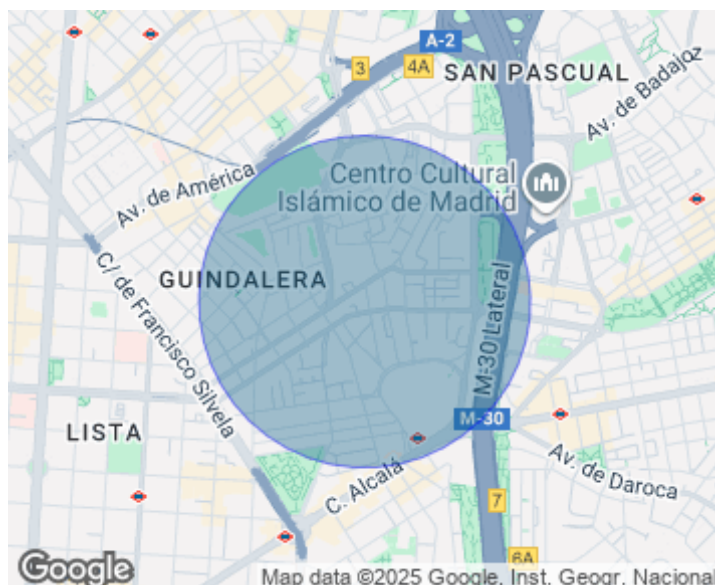 A-2
3
4A
SAN PASCUAL
Av. de Badajoz
Av. de América
Centro Cultural
Islámico de Madrid
C/ de Francisco Silvela
GUINDALERA
M-30 Lateral
LISTA
M-30
C. Alcalá
Av. de Daroca
7
6A
Google
Map data ©2025 Google, Inst. Geogr. Nacional